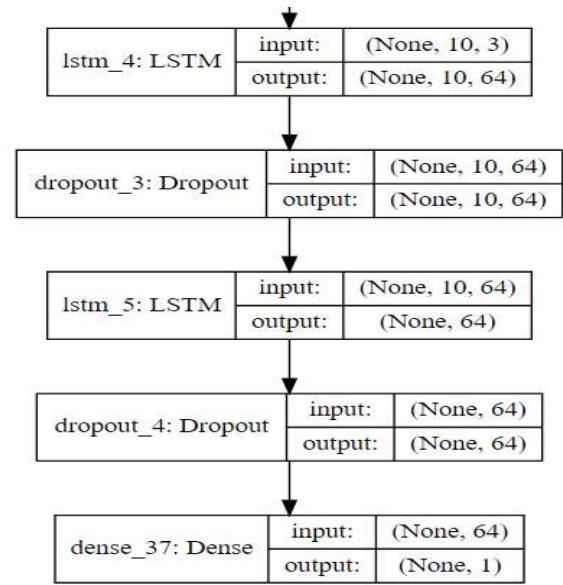 lstm_4: LSTM
input: (None, 10, 3)
output: (None, 10, 64)
dropout_3: Dropout
input: (None, 10, 64)
output: (None, 10, 64)
lstm_5: LSTM
input: (None, 10, 64)
output: (None, 64)
dropout_4: Dropout
input: (None, 64)
output: (None, 64)
dense_37: Dense
input: (None, 64)
output: (None, 1)